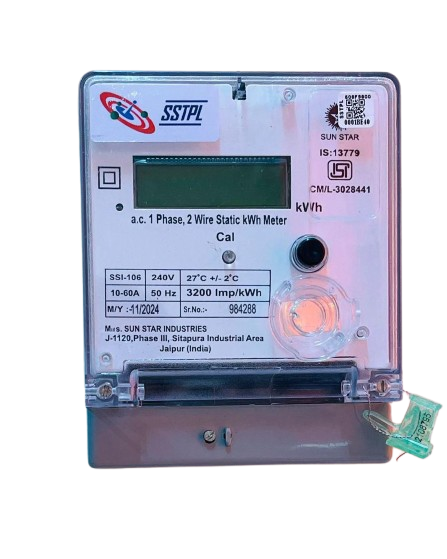 SSTPL
SSTPL
SUN STAR
IS:13779
ISI
CM/L-3028441
kWh
a.c. 1 Phase, 2 Wire Static kWh Meter
Cal
SSI-106 240V 27°C +/- 2°C
10-60A 50 Hz 3200 Imp/kWh
M/Y :-11/2024 Sr.No.:- 984288
M/s. SUN STAR INDUSTRIES
J-1120,Phase III, Sitapura Industrial Area
Jaipur (India)